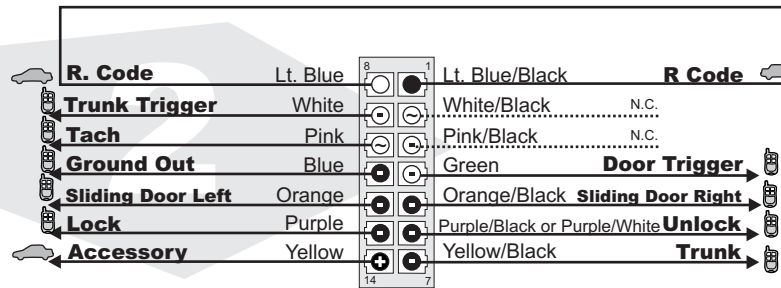 8 1
R. Code Lt. Blue Lt. Blue/Black R Code
Trunk Trigger White White/Black N.C.
Tach Pink Pink/Black N.C.
Ground Out Blue Green Door Trigger
Sliding Door Left Orange Orange/Black Sliding Door Right
Lock Purple Purple/Black or Purple/White Unlock
Accessory Yellow Yellow/Black Trunk
14 7
2